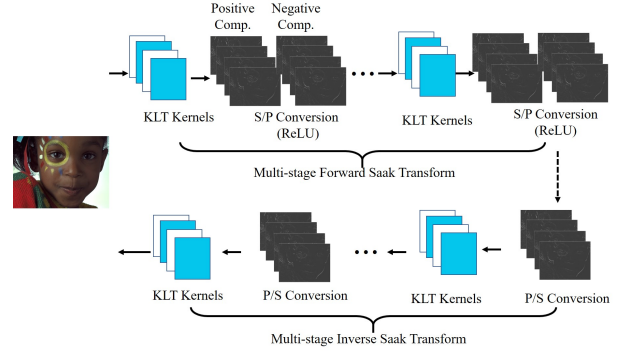 Positive Comp.
Negative Comp.
KLT Kernels
S/P Conversion
(ReLU)
KLT Kernels
S/P Conversion
(ReLU)
Multi-stage Forward Saak Transform
KLT Kernels
P/S Conversion
KLT Kernels
P/S Conversion
Multi-stage Inverse Saak Transform